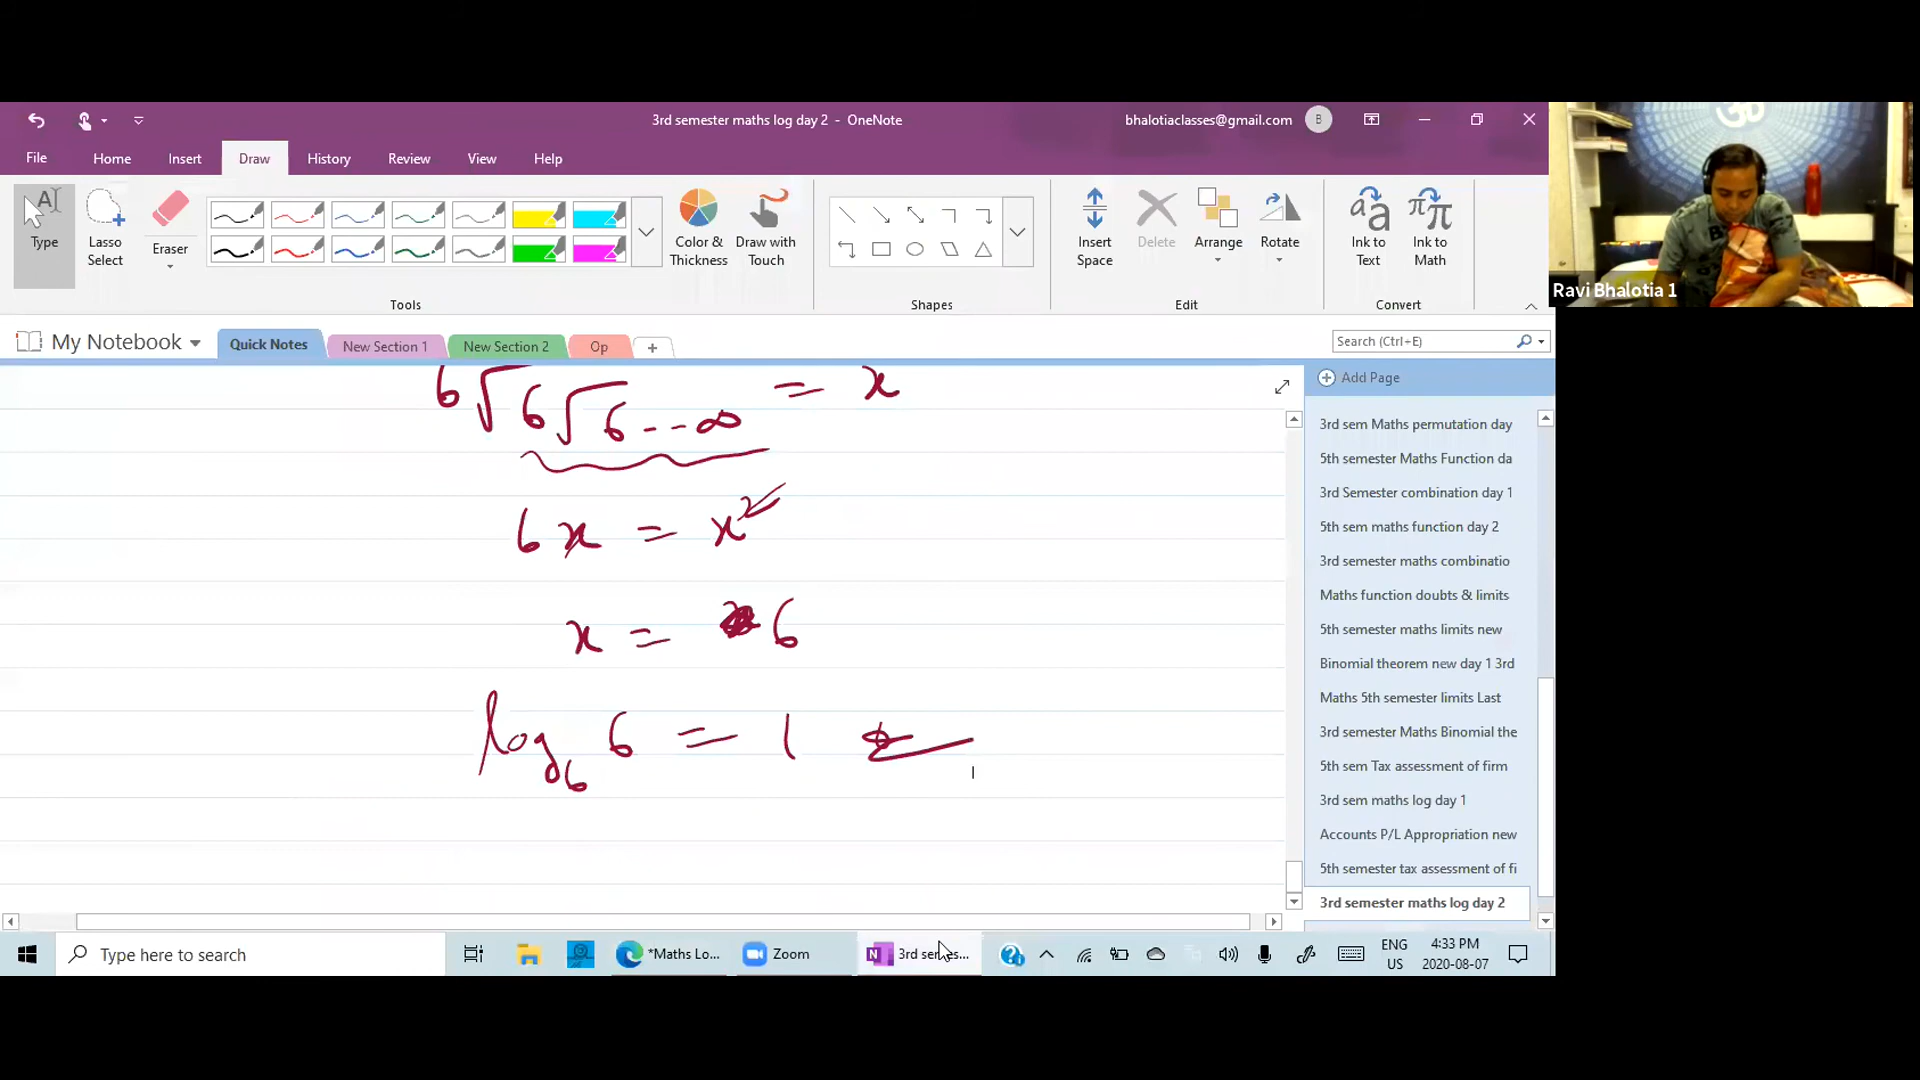 3rd semester maths log day 2 - OneNote
bhalotiaclasses@gmail.com
B
File Home Insert Draw History Review View Help
Type
Lasso Select
Eraser
Color & Thickness
Draw with Touch
Insert Space
Delete
Arrange
Rotate
Ink to Text
Ink to Math
Tools
Shapes
Edit
Convert
Ravi Bhalotia 1
My Notebook
Quick Notes
New Section 1
New Section 2
Op
Search (Ctrl+E)
6√6√6--∞ = x
6x = x²
x = 6
log₆ 6 = 1
Add Page
3rd sem Maths permutation day
5th semester Maths Function da
3rd Semester combination day 1
5th sem maths function day 2
3rd semester maths combinatio
Maths function doubts & limits
5th semester maths limits new
Binomial theorem new day 1 3rd
Maths 5th semester limits Last
3rd semester Maths Binomial the
5th sem Tax assessment of firm
3rd sem maths log day 1
Accounts P/L Appropriation new
5th semester tax assessment of fi
3rd semester maths log day 2
Type here to search
*Maths Lo...
Zoom
ENG
US
4:33 PM
2020-08-07